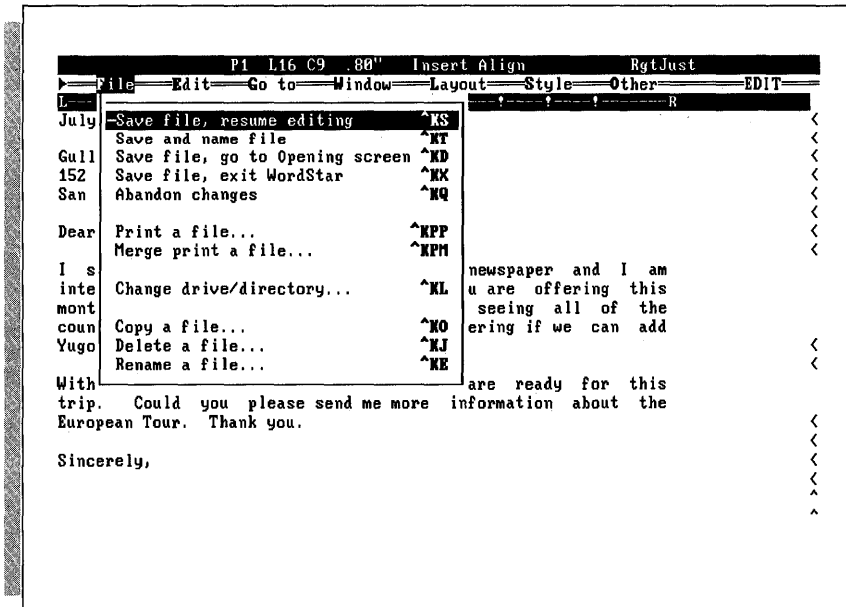 P1 L16 C9 .80" Insert Align RgtJust
File Edit Go to Window Layout Style Other EDIT
L--- ---!----!----!--------R
July <
—Save file, resume editing ^KS
Save and name file ^KT <
Gull Save file, go to Opening screen ^KD <
152 Save file, exit WordStar ^KX <
San Abandon changes ^KQ <
<
Dear Print a file... ^KPP <
Merge print a file... ^KPM <
I s newspaper and I am
inte Change drive/directory... ^KL u are offering this
mont seeing all of the
coun Copy a file... ^KO ering if we can add
Yugo Delete a file... ^KJ <
Rename a file... ^KE <
With are ready for this
trip. Could you please send me more information about the
European Tour. Thank you. <
<
Sincerely, <
<
^
^